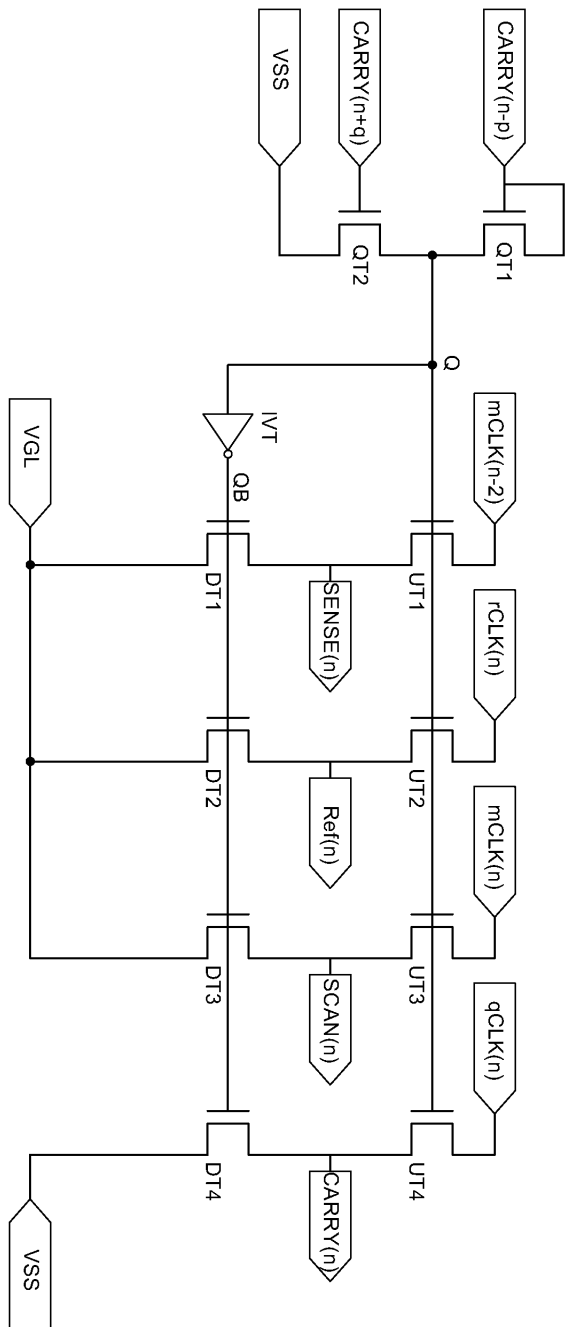 CARRY(n-p)
QT1
mCLK(n-2)
rCLK(n)
mCLK(n)
qCLK(n)
Q
UT1
UT2
UT3
UT4
CARRY(n+q)
QT2
SENSE(n)
Ref(n)
SCAN(n)
CARRY(n)
VSS
IVT
QB
DT1
DT2
DT3
DT4
VGL
VSS